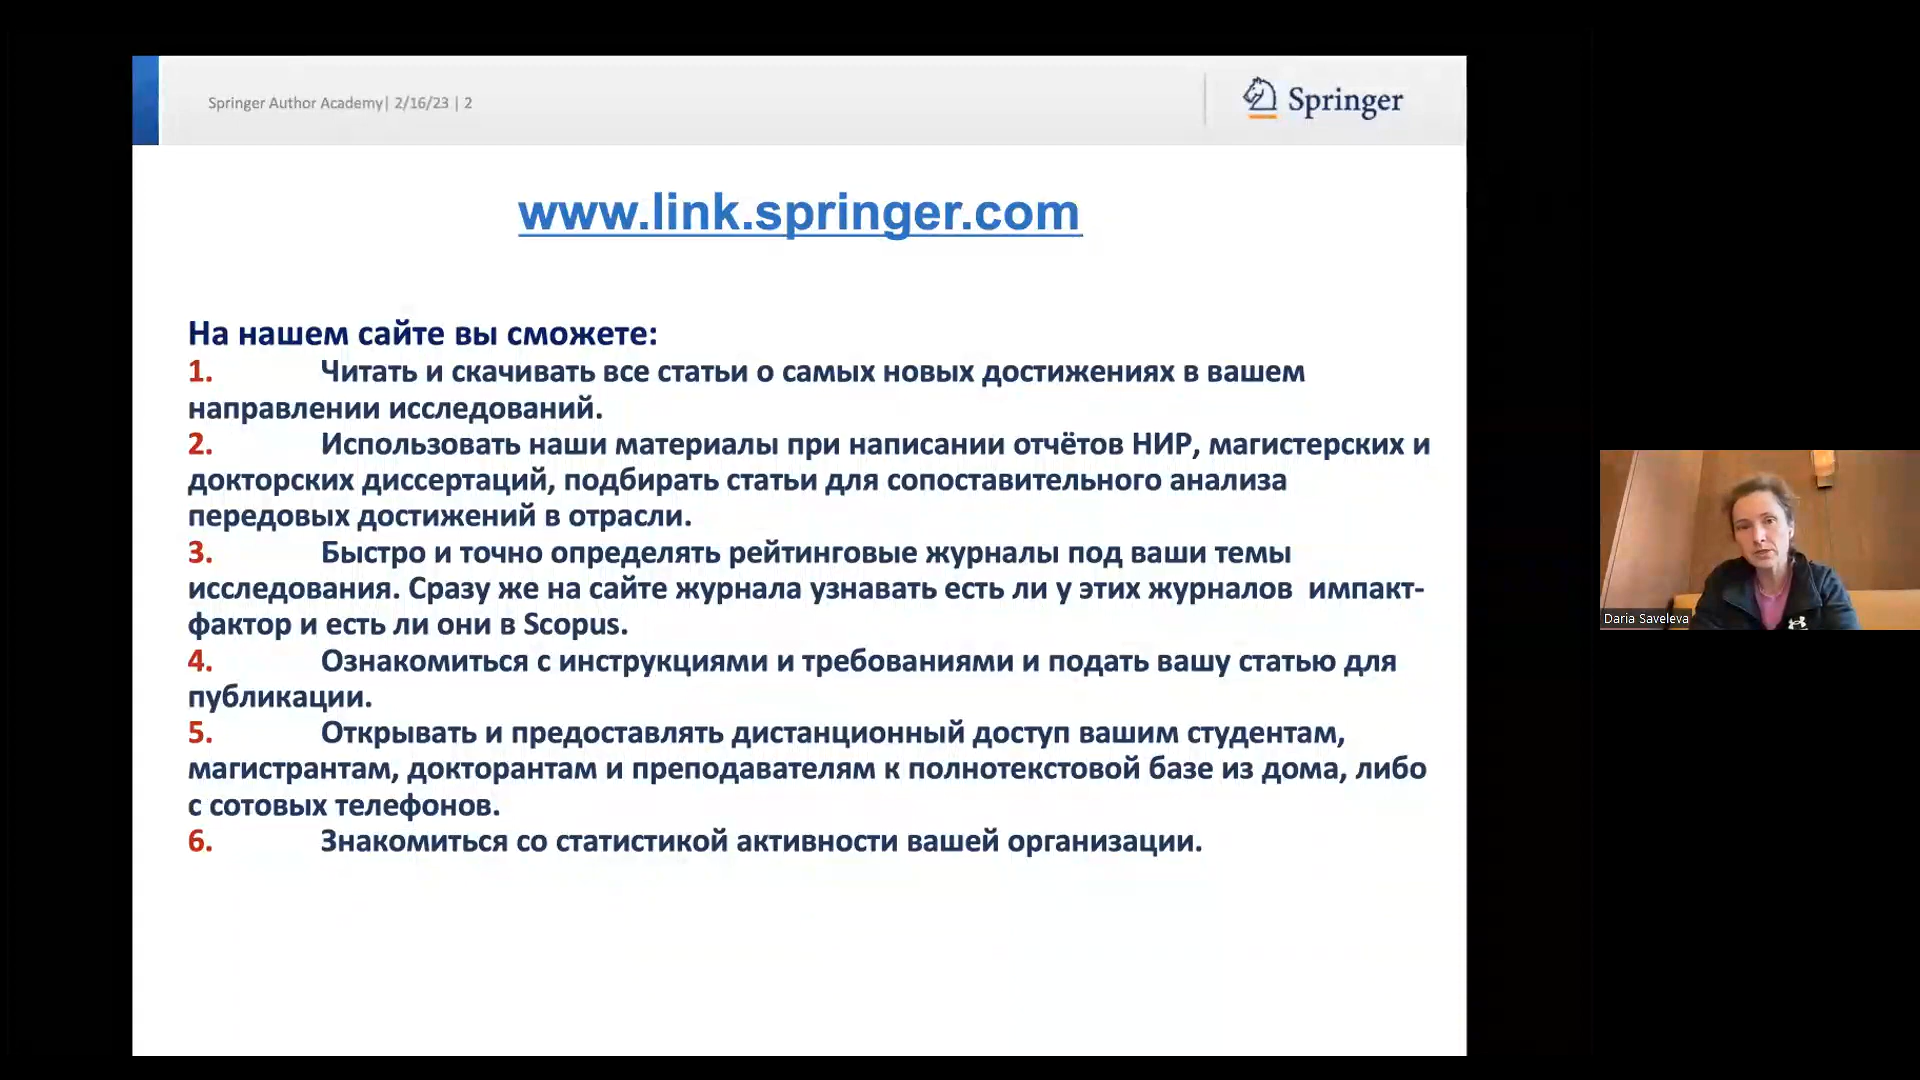 Springer Author Academy| 2/16/23 | 2
Springer
www.link.springer.com
На нашем сайте вы сможете:
1. Читать и скачивать все статьи о самых новых достижениях в вашем
направлении исследований.
2. Использовать наши материалы при написании отчётов НИР, магистерских и
докторских диссертаций, подбирать статьи для сопоставительного анализа
передовых достижений в отрасли.
3. Быстро и точно определять рейтинговые журналы под ваши темы
исследования. Сразу же на сайте журнала узнавать есть ли у этих журналов импакт-
фактор и есть ли они в Scopus.
4. Ознакомиться с инструкциями и требованиями и подать вашу статью для
публикации.
5. Открывать и предоставлять дистанционный доступ вашим студентам,
магистрантам, докторантам и преподавателям к полнотекстовой базе из дома, либо
с сотовых телефонов.
6. Знакомиться со статистикой активности вашей организации.
Daria Saveleva